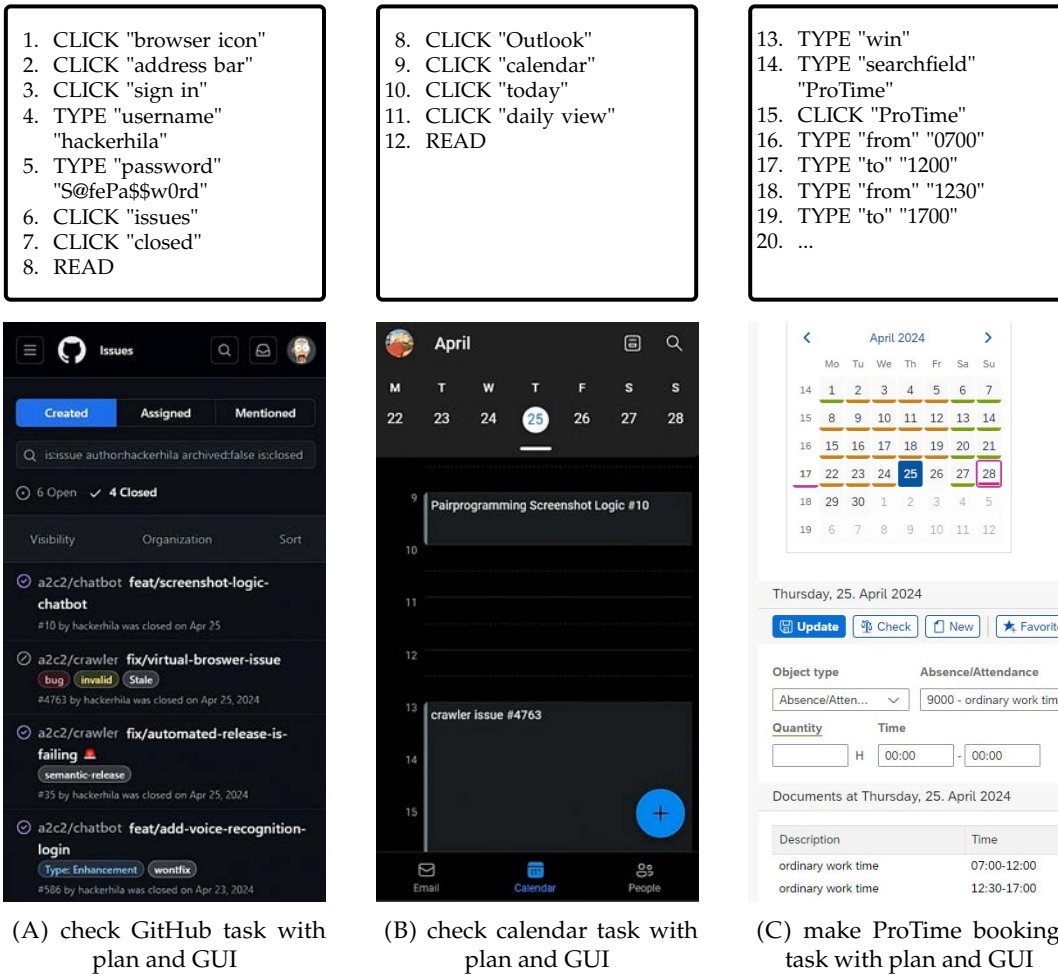 1. CLICK "browser icon"
2. CLICK "address bar"
3. CLICK "sign in"
4. TYPE "username"
"hackerhila"
5. TYPE "password"
"S@fePa$$w0rd"
6. CLICK "issues"
7. CLICK "closed"
8. READ
8. CLICK "Outlook"
9. CLICK "calendar"
10. CLICK "today"
11. CLICK "daily view"
12. READ
13. TYPE "win"
14. TYPE "searchfield"
"ProTime"
15. CLICK "ProTime"
16. TYPE "from" "0700"
17. TYPE "to" "1200"
18. TYPE "from" "1230"
19. TYPE "to" "1700"
20. ...
Issues
Created Assigned Mentioned
is:issue author:hackerhila archived:false is:closed
6 Open 4 Closed
Visibility Organization Sort
a2c2/chatbot feat/screenshot-logic-
chatbot
#10 by hackerhila was closed on Apr 25
a2c2/crawler fix/virtual-broswer-issue
bug invalid Stale
#4763 by hackerhila was closed on Apr 25, 2024
a2c2/crawler fix/automated-release-is-
failing
semantic-release
#35 by hackerhila was closed on Apr 25, 2024
a2c2/chatbot feat/add-voice-recognition-
login
Type: Enhancement wontfix
#586 by hackerhila was closed on Apr 23, 2024
April
M T W T F S S
22 23 24 25 26 27 28
9
Pairprogramming Screenshot Logic #10
10
11
12
13
crawler issue #4763
14
15
Email Calendar People
April 2024
Mo Tu We Th Fr Sa Su
14 1 2 3 4 5 6 7
15 8 9 10 11 12 13 14
16 15 16 17 18 19 20 21
17 22 23 24 25 26 27 28
18 29 30 1 2 3 4 5
19 6 7 8 9 10 11 12
Thursday, 25. April 2024
Update Check New Favorite
Object type Absence/Attendance
Absence/Atten... 9000 - ordinary work tim
Quantity Time
H 00:00 - 00:00
Documents at Thursday, 25. April 2024
Description Time
ordinary work time 07:00-12:00
ordinary work time 12:30-17:00
(A) check GitHub task with
plan and GUI
(B) check calendar task with
plan and GUI
(C) make ProTime booking
task with plan and GUI